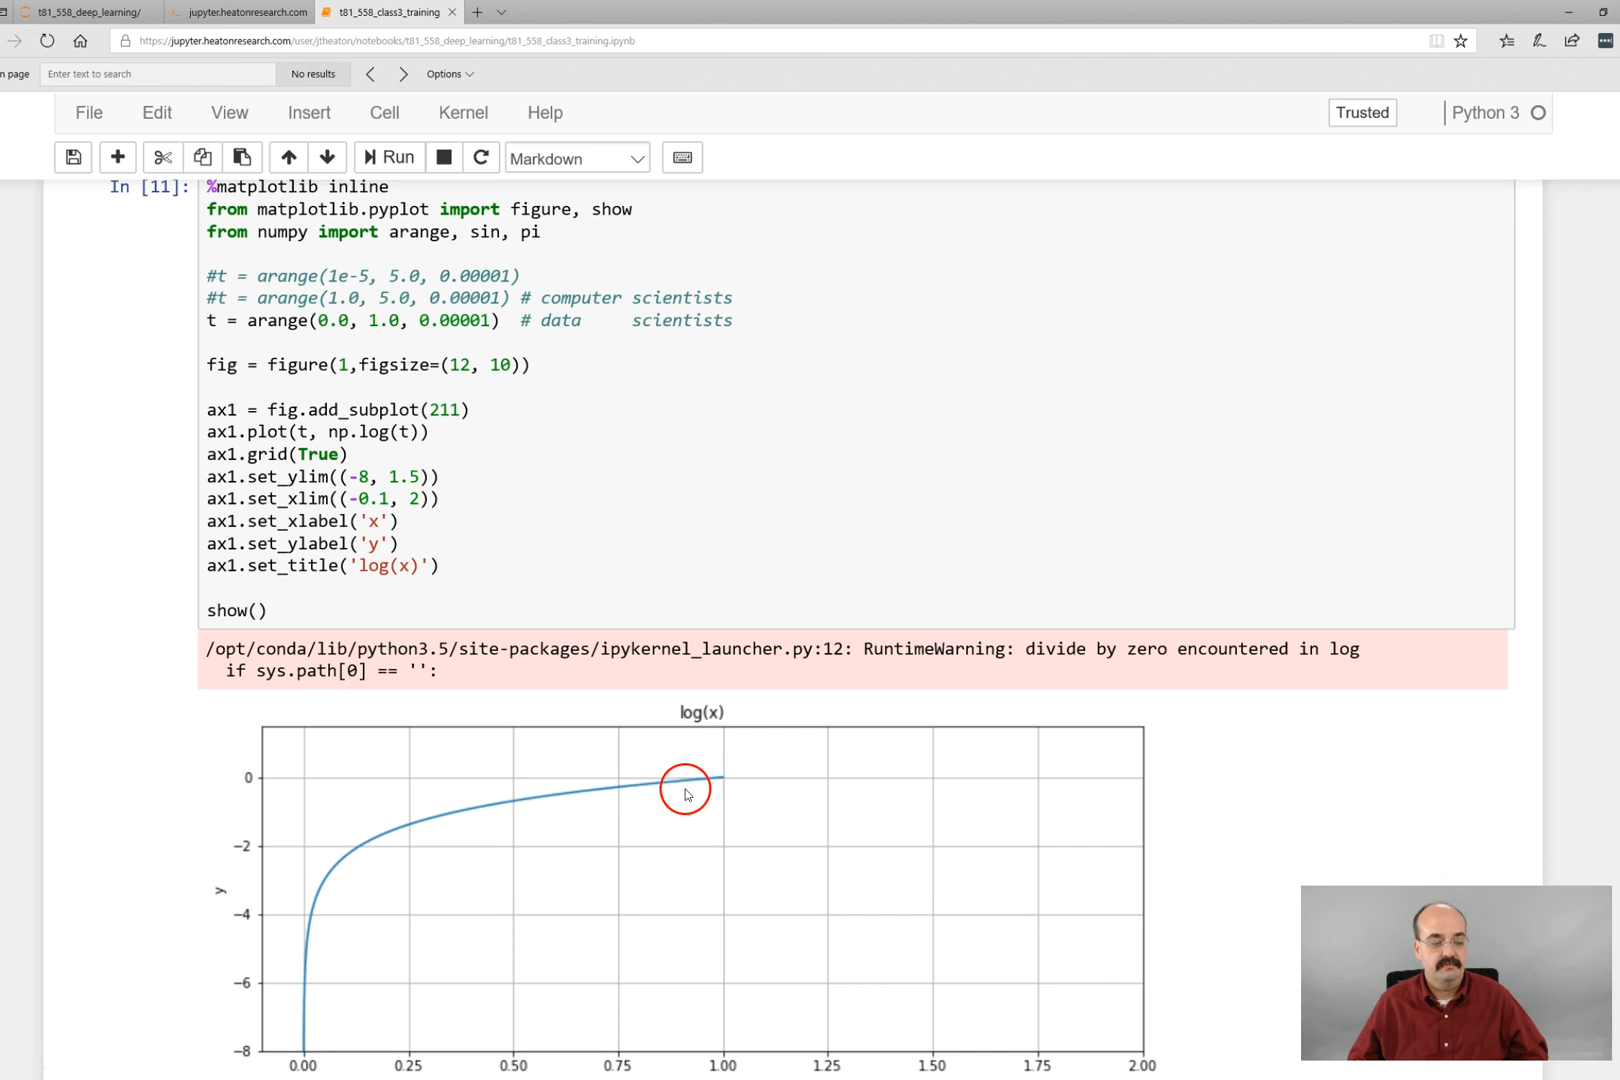 t81_558_deep_learning/
jupyter.heatonresearch.com
t81_558_class3_training
https://jupyter.heatonresearch.com/user/jtheaton/notebooks/t81_558_deep_learning/t81_558_class3_training.ipynb
n page
Enter text to search
No results
Options
File Edit View Insert Cell Kernel Help
Trusted
Python 3
Run
Markdown
In [11]:
%matplotlib inline
from matplotlib.pyplot import figure, show
from numpy import arange, sin, pi
#t = arange(1e-5, 5.0, 0.00001)
#t = arange(1.0, 5.0, 0.00001) # computer scientists
t = arange(0.0, 1.0, 0.00001)  # data     scientists
fig = figure(1,figsize=(12, 10))
ax1 = fig.add_subplot(211)
ax1.plot(t, np.log(t))
ax1.grid(True)
ax1.set_ylim((-8, 1.5))
ax1.set_xlim((-0.1, 2))
ax1.set_xlabel('x')
ax1.set_ylabel('y')
ax1.set_title('log(x)')
show()
/opt/conda/lib/python3.5/site-packages/ipykernel_launcher.py:12: RuntimeWarning: divide by zero encountered in log
  if sys.path[0] == '':
log(x)
0
−2
y
−4
−6
−8
0.00 0.25 0.50 0.75 1.00 1.25 1.50 1.75 2.00